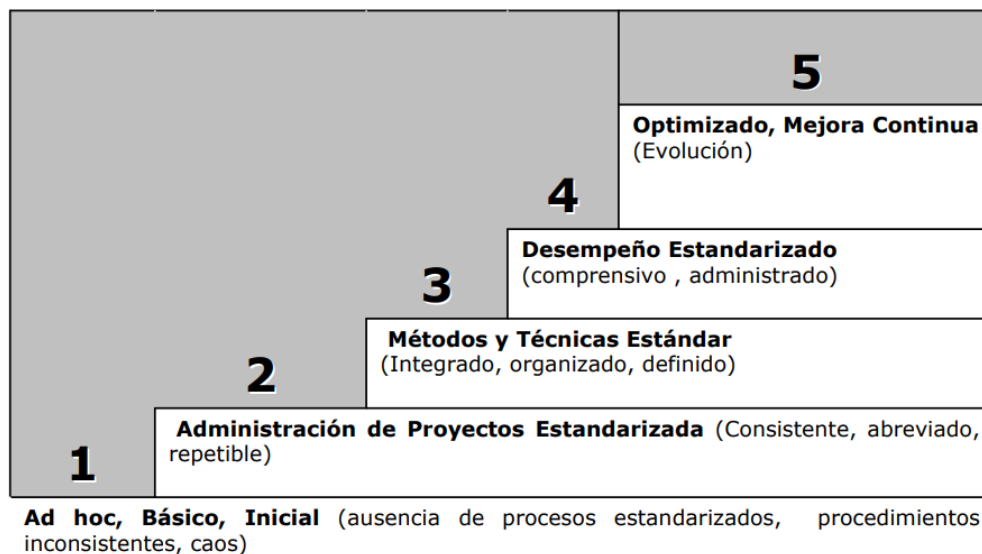 5
Optimizado, Mejora Continua
(Evolución)
4
Desempeño Estandarizado
(comprensivo , administrado)
3
Métodos y Técnicas Estándar
(Integrado, organizado, definido)
2
Administración de Proyectos Estandarizada (Consistente, abreviado,
repetible)
1
Ad hoc, Básico, Inicial (ausencia de procesos estandarizados, procedimientos
inconsistentes, caos)